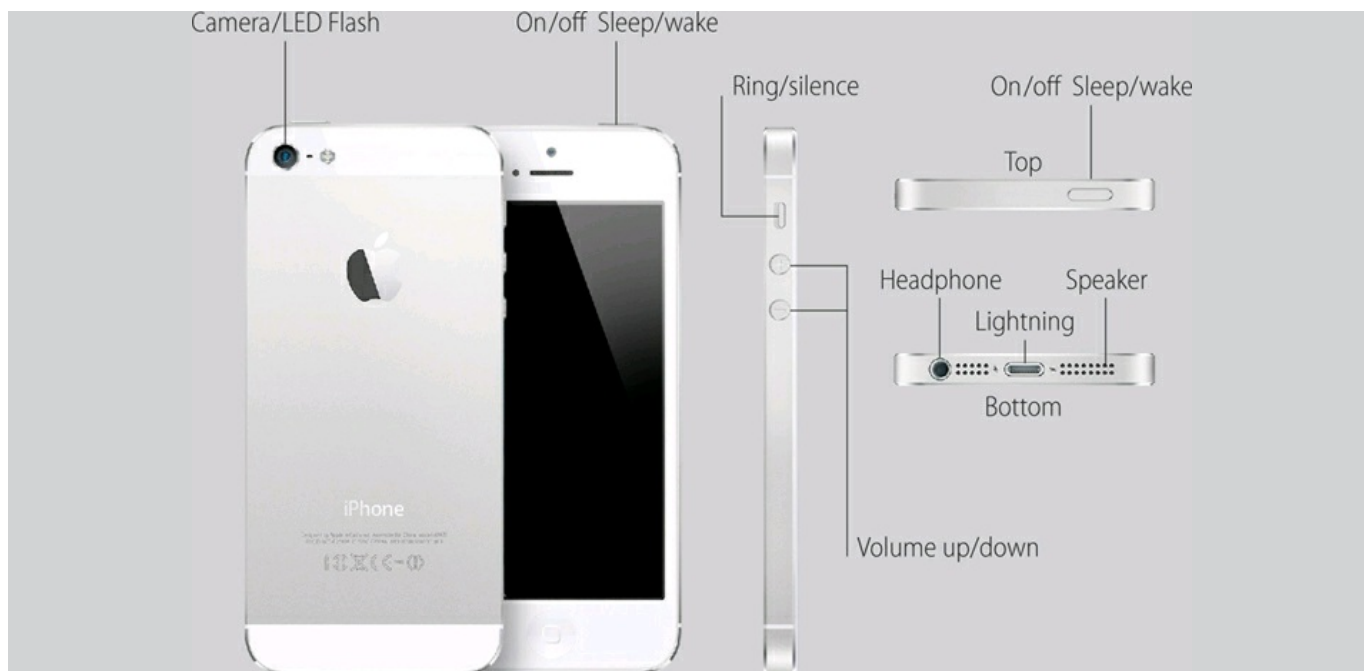 Camera/LED Flash
On/off Sleep/wake
Ring/silence
On/off Sleep/wake
Top
Headphone
Speaker
Lightning
Bottom
iPhone
Volume up/down